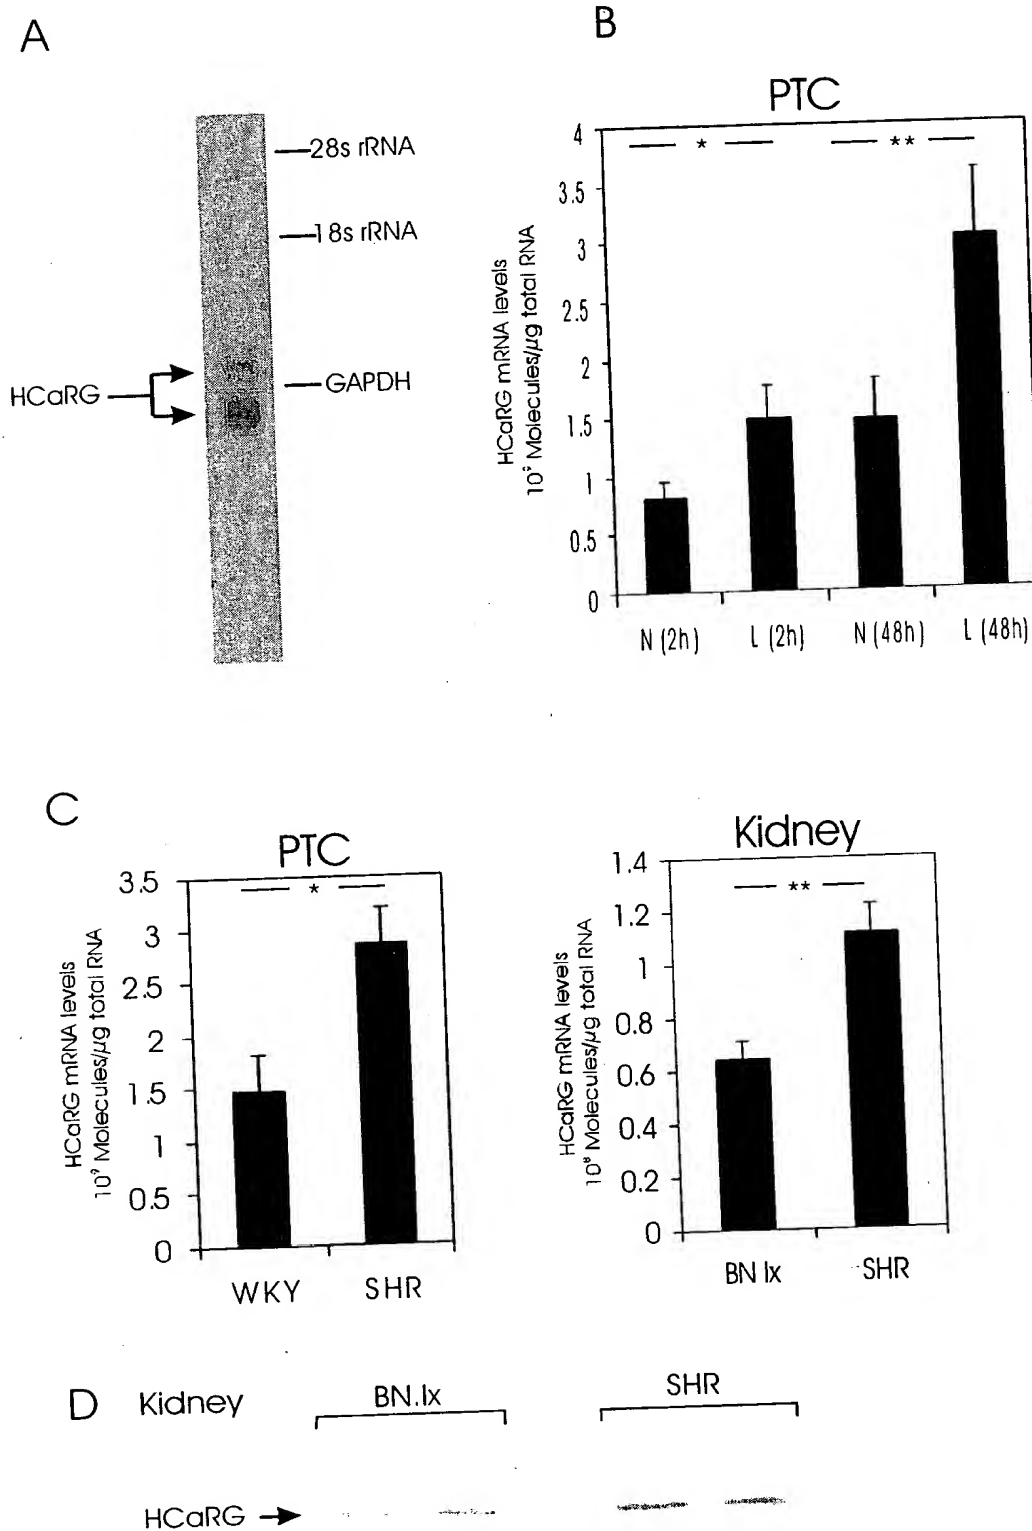 A
28s rRNA
18s rRNA
HCaRG
GAPDH
B
PTC
HCaRG mRNA levels
10⁹ Molecules/µg total RNA
4
3.5
3
2.5
2
1.5
1
0.5
0
*
**
N (2h) L (2h) N (48h) L (48h)
C
PTC
HCaRG mRNA levels
10⁹ Molecules/µg total RNA
3.5
3
2.5
2
1.5
1
0.5
0
*
WKY SHR
Kidney
HCaRG mRNA levels
Molecules/µg total RNA
1.4
1.2
1
0.8
0.6
0.4
0.2
0
**
BN lx SHR
D Kidney BN.lx SHR
HCaRG